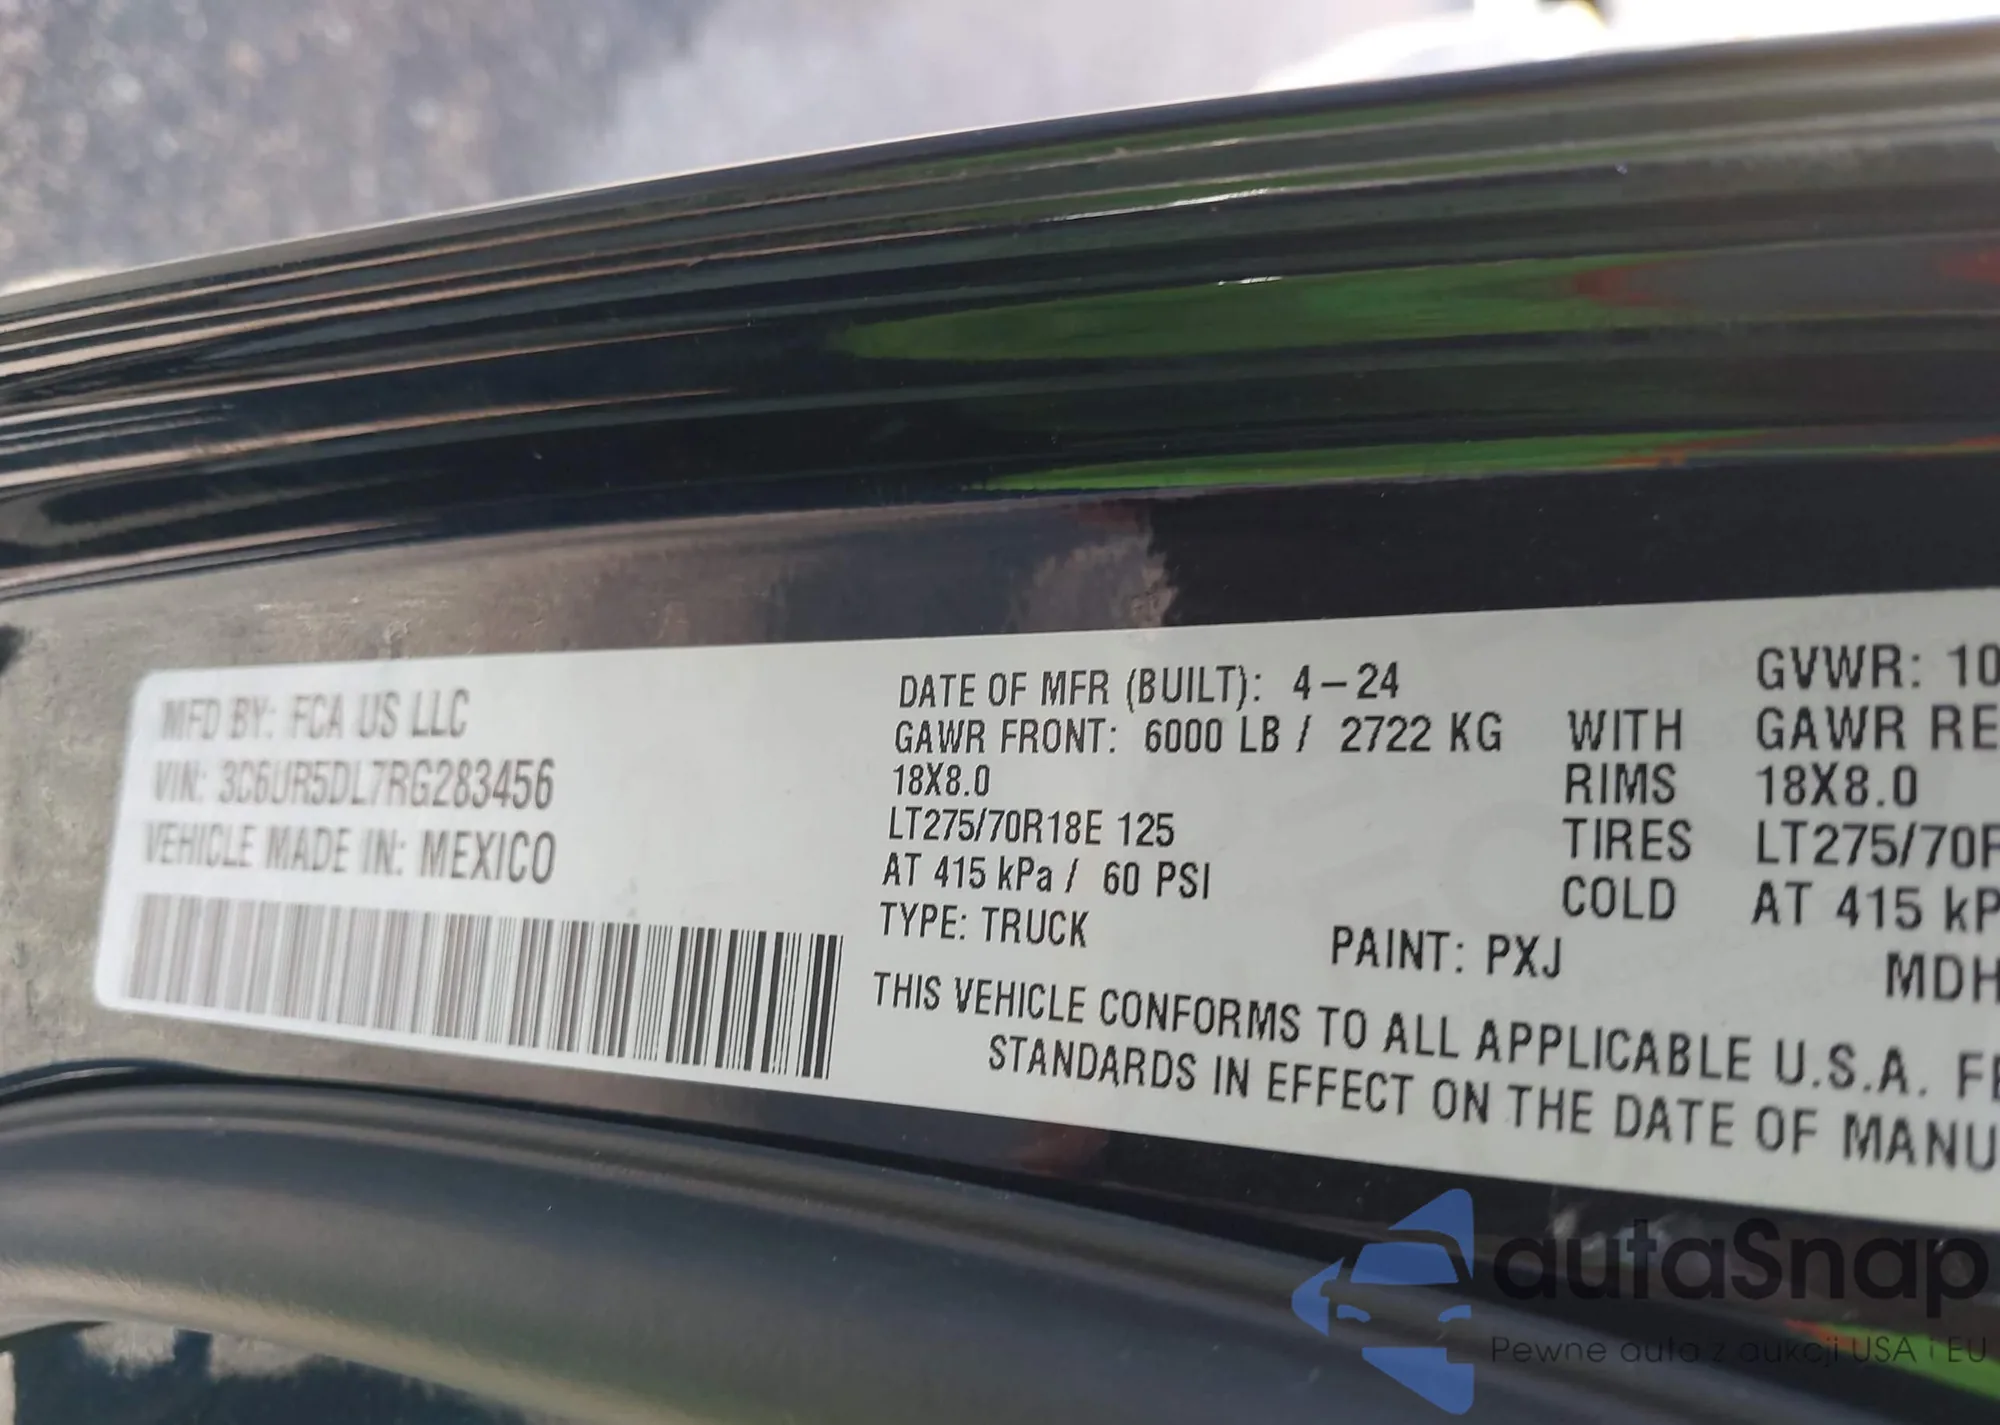 MFD BY: FCA US LLC
VIN: 3C6UR5DL7RG283456
VEHICLE MADE IN: MEXICO
DATE OF MFR (BUILT): 4-24
GAWR FRONT: 6000 LB / 2722 KG
18X8.0
LT275/70R18E 125
AT 415 kPa / 60 PSI
TYPE: TRUCK
PAINT: PXJ
WITH
RIMS
TIRES
COLD
GVWR: 10
GAWR RE
18X8.0
LT275/70R
AT 415 kP
MDH
THIS VEHICLE CONFORMS TO ALL APPLICABLE U.S.A. FE
STANDARDS IN EFFECT ON THE DATE OF MANU
autaSnap
Pewne auta z aukcji USA i EU